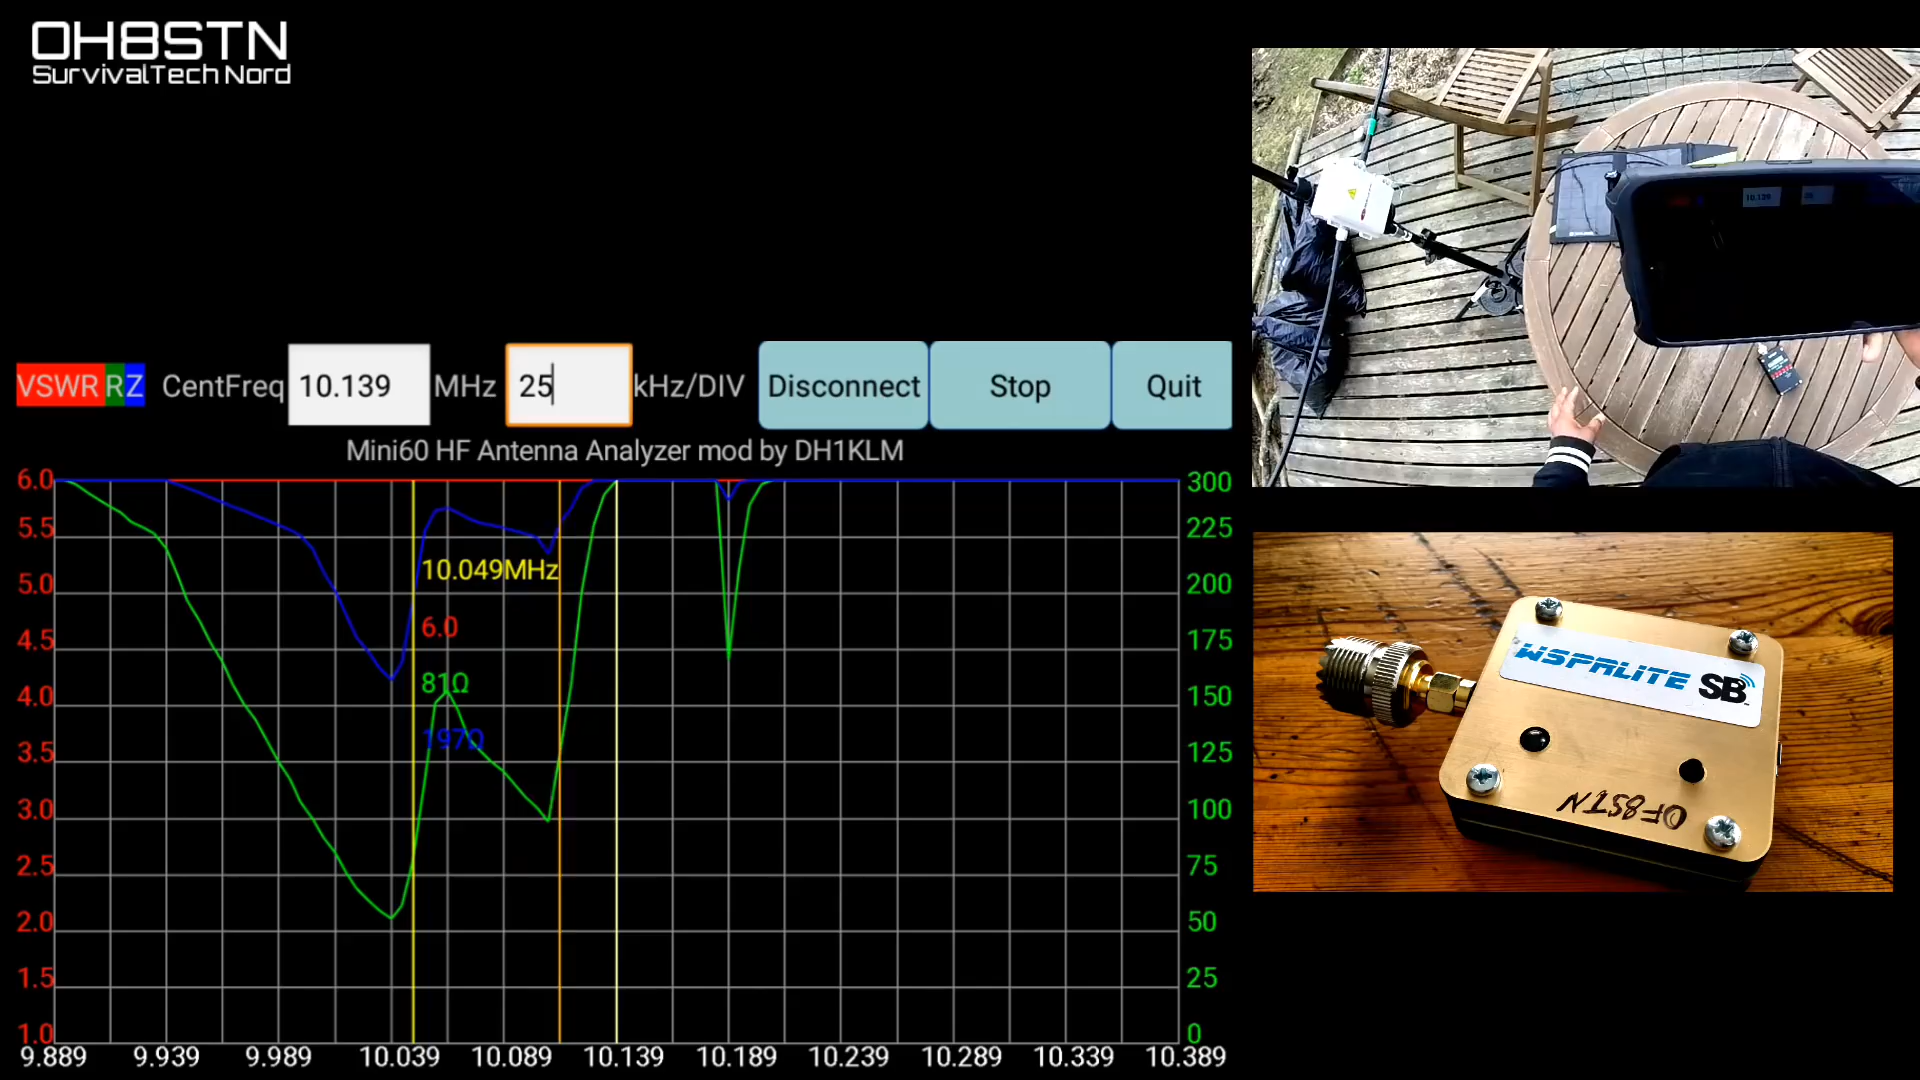 OH8STN
SurvivalTech Nord
VSWR R Z CentFreq 10.139 MHz 25 kHz/DIV Disconnect Stop Quit
Mini60 HF Antenna Analyzer mod by DH1KLM
6.0
5.5
5.0
4.5
4.0
3.5
3.0
2.5
2.0
1.5
1.0
10.049MHz
6.0
81Ω
197Ω
300
225
200
175
150
125
100
75
50
25
0
9.889 9.939 9.989 10.039 10.089 10.139 10.189 10.239 10.289 10.339 10.389
10.139
WSPRLITE SB
OF8STN